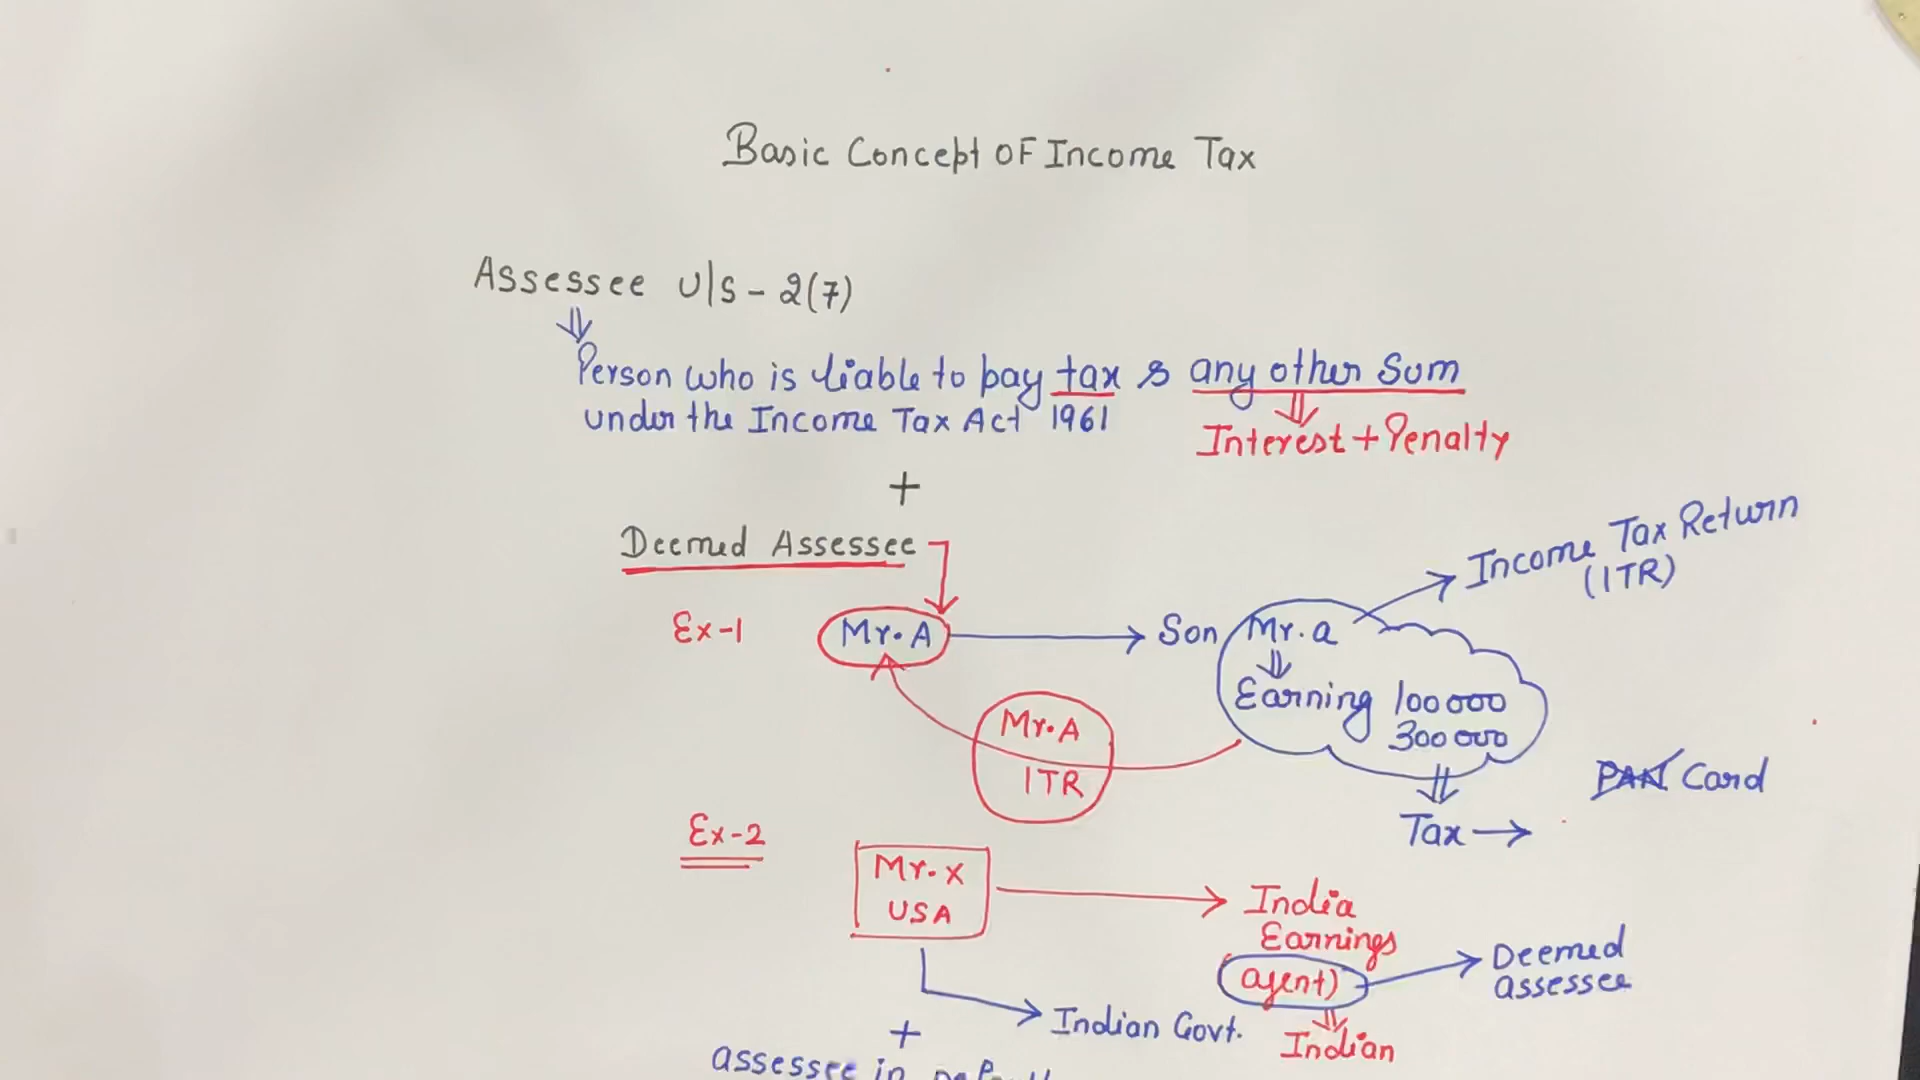 Basic Concept OF Income Tax
Assessee U/S - 2(7)
Person who is liable to pay tax & any other Sum
under the Income Tax Act 1961
Interest + Penalty
+
Deemed Assessee
Income Tax Return
(ITR)
Ex-1 Mr. A Son Mr. a
Earning 100000
300000
Mr. A
ITR
PAN Card
Tax
Ex-2
Mr. X
USA
India
Earnings
agent)
Deemed
assessee
Indian Govt.
Indian
+
assessee in